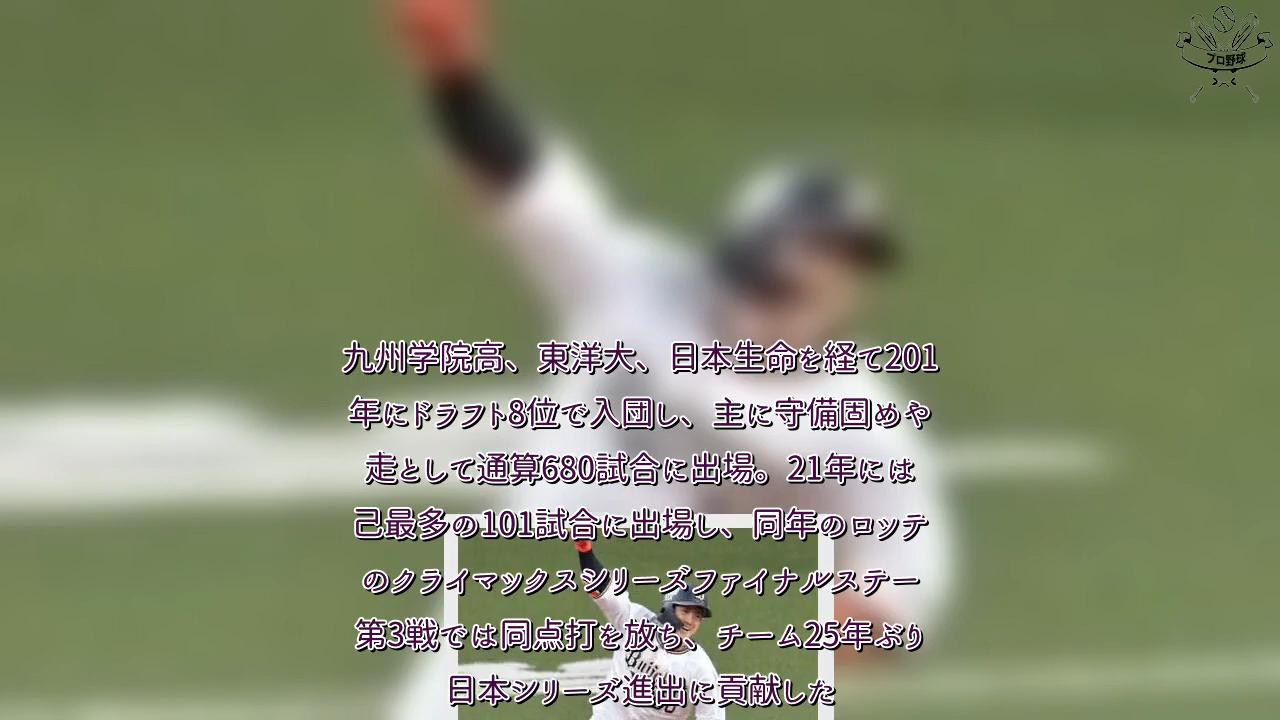 プロ野球
九州学院高、東洋大、日本生命を経て201
年にドラフト8位で入団し、主に守備固めや
走として通算680試合に出場。21年には
己最多の101試合に出場し、同年のロッテ
のクライマックスシリーズファイナルステー
第3戦では同点打を放ち、チーム25年ぶり
日本シリーズ進出に貢献した